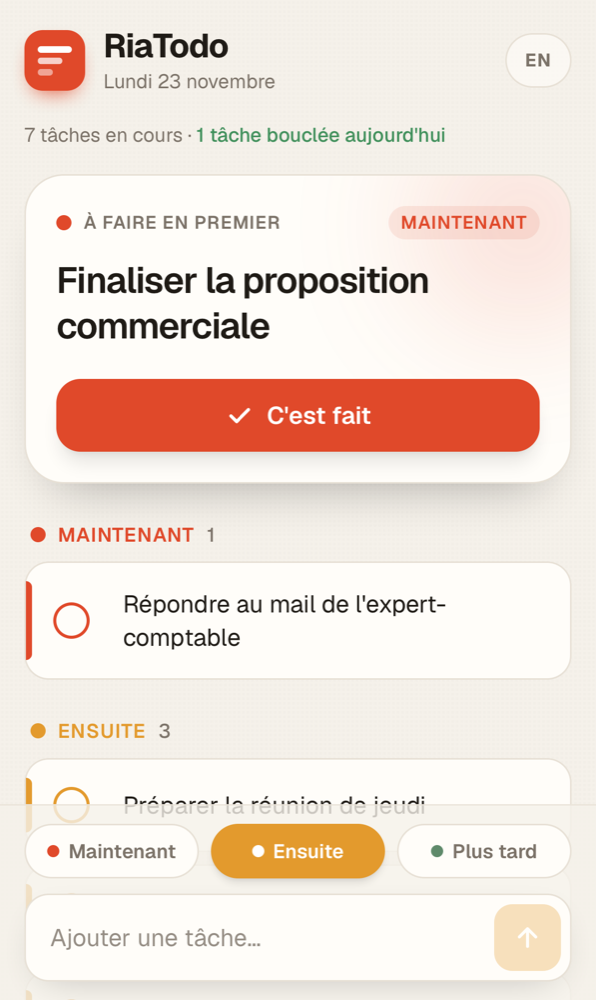 RiaTodo
Lundi 23 novembre
EN
7 tâches en cours · 1 tâche bouclée aujourd'hui
À FAIRE EN PREMIER
MAINTENANT
Finaliser la proposition
commerciale
C'est fait
MAINTENANT 1
Répondre au mail de l'expert-
comptable
ENSUITE 3
Préparer la réunion de jeudi
Maintenant
Ensuite
Plus tard
Ajouter une tâche…